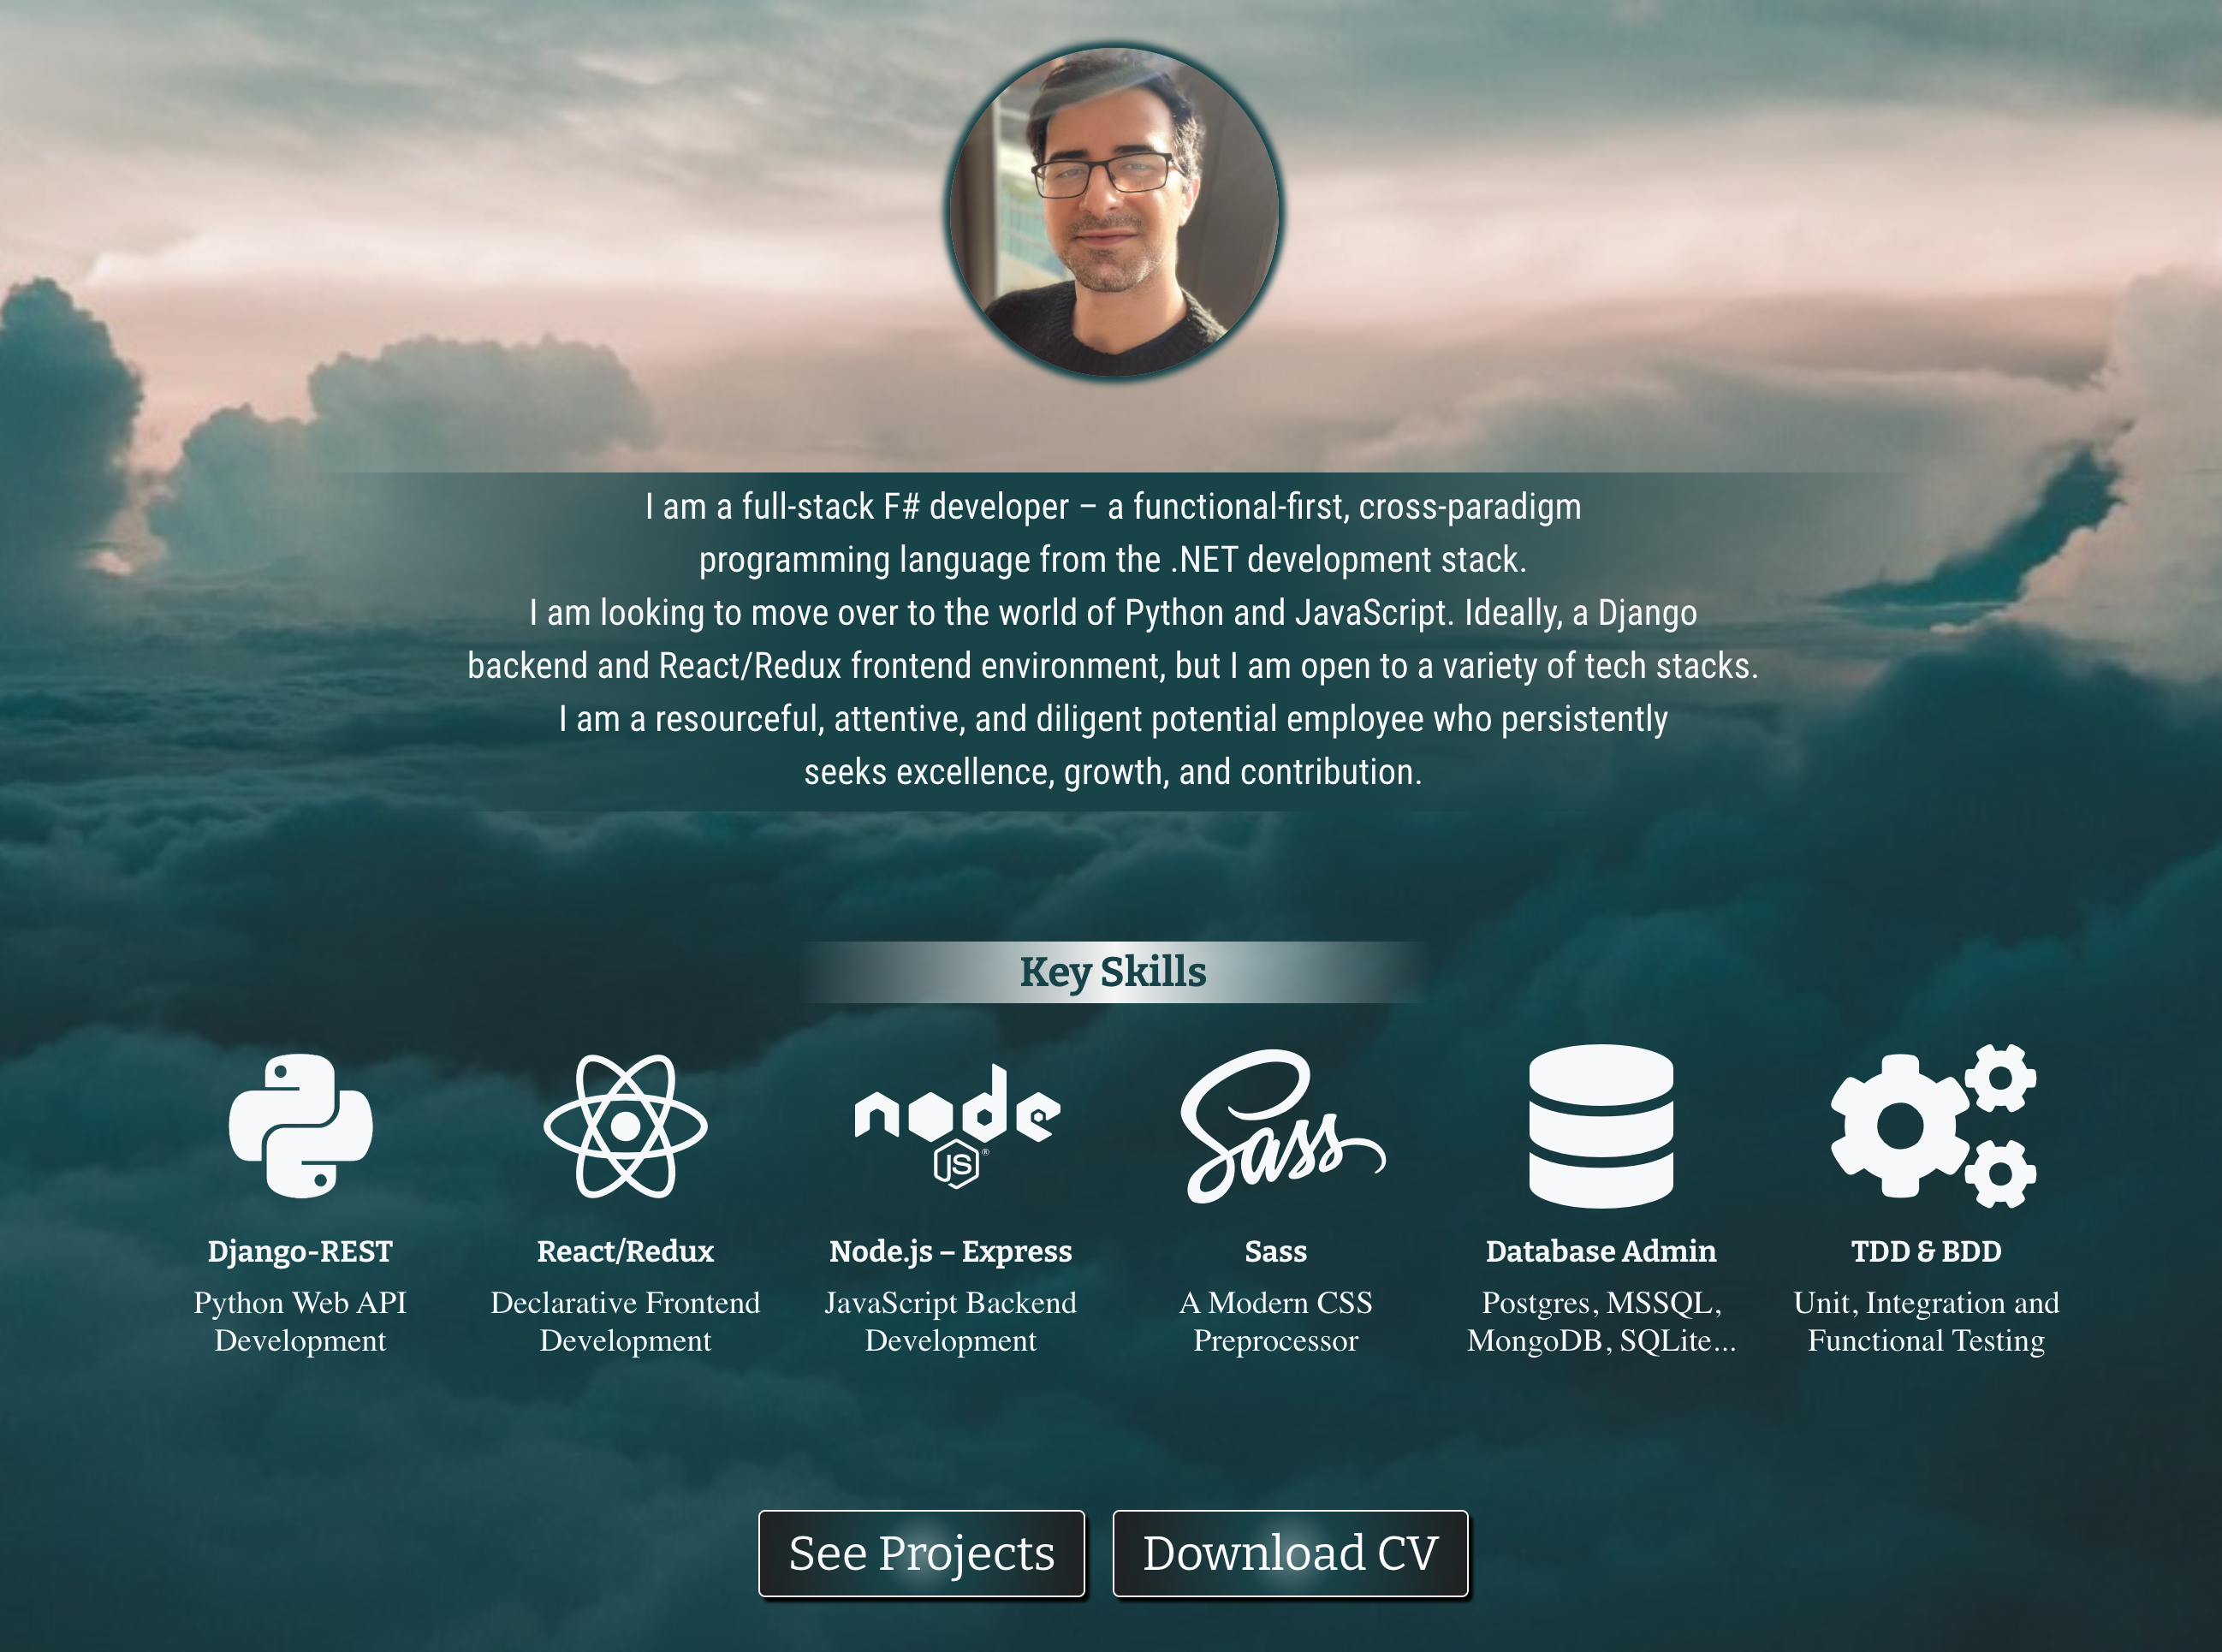 I am a full-stack F# developer – a functional-first, cross-paradigm
programming language from the .NET development stack.
I am looking to move over to the world of Python and JavaScript. Ideally, a Django
backend and React/Redux frontend environment, but I am open to a variety of tech stacks.
I am a resourceful, attentive, and diligent potential employee who persistently
seeks excellence, growth, and contribution.
Key Skills
node
JS®
Sass
Django-REST
Python Web API
Development
React/Redux
Declarative Frontend
Development
Node.js – Express
JavaScript Backend
Development
Sass
A Modern CSS
Preprocessor
Database Admin
Postgres, MSSQL,
MongoDB, SQLite...
TDD & BDD
Unit, Integration and
Functional Testing
See Projects
Download CV